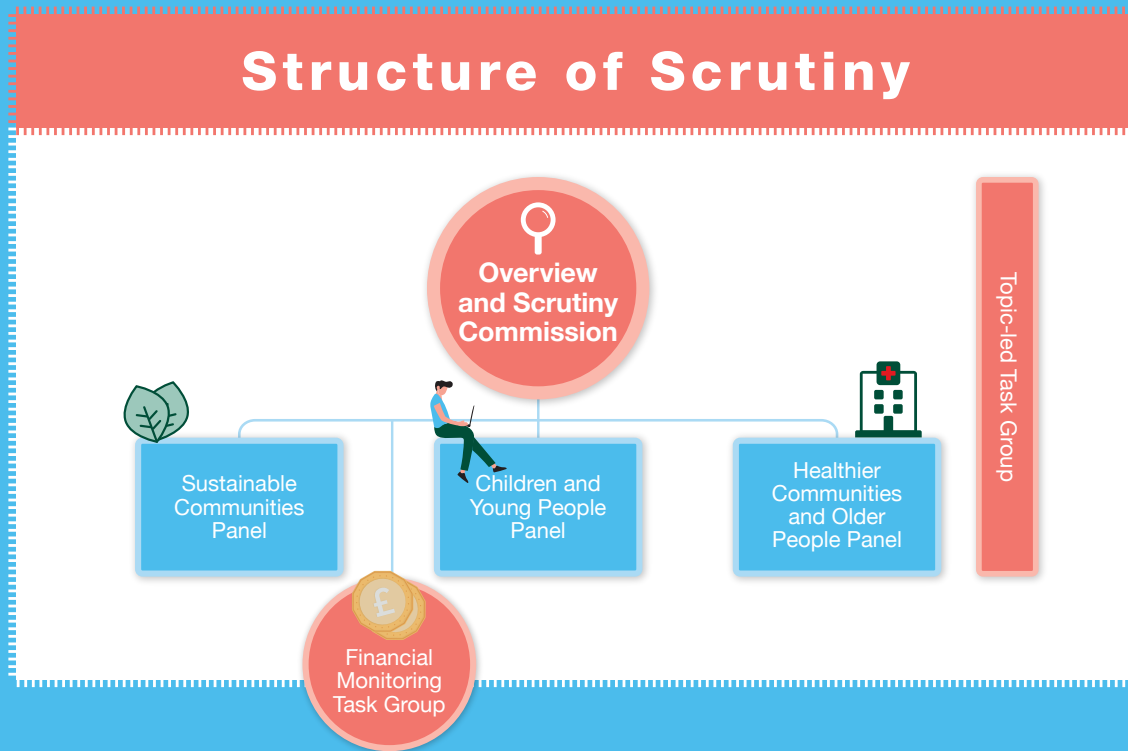 Structure of Scrutiny
Overview
and Scrutiny
Commission
Topic-led Task Group
Sustainable
Communities
Panel
Children and
Young People
Panel
Healthier
Communities
and Older
People Panel
£
Financial
Monitoring
Task Group